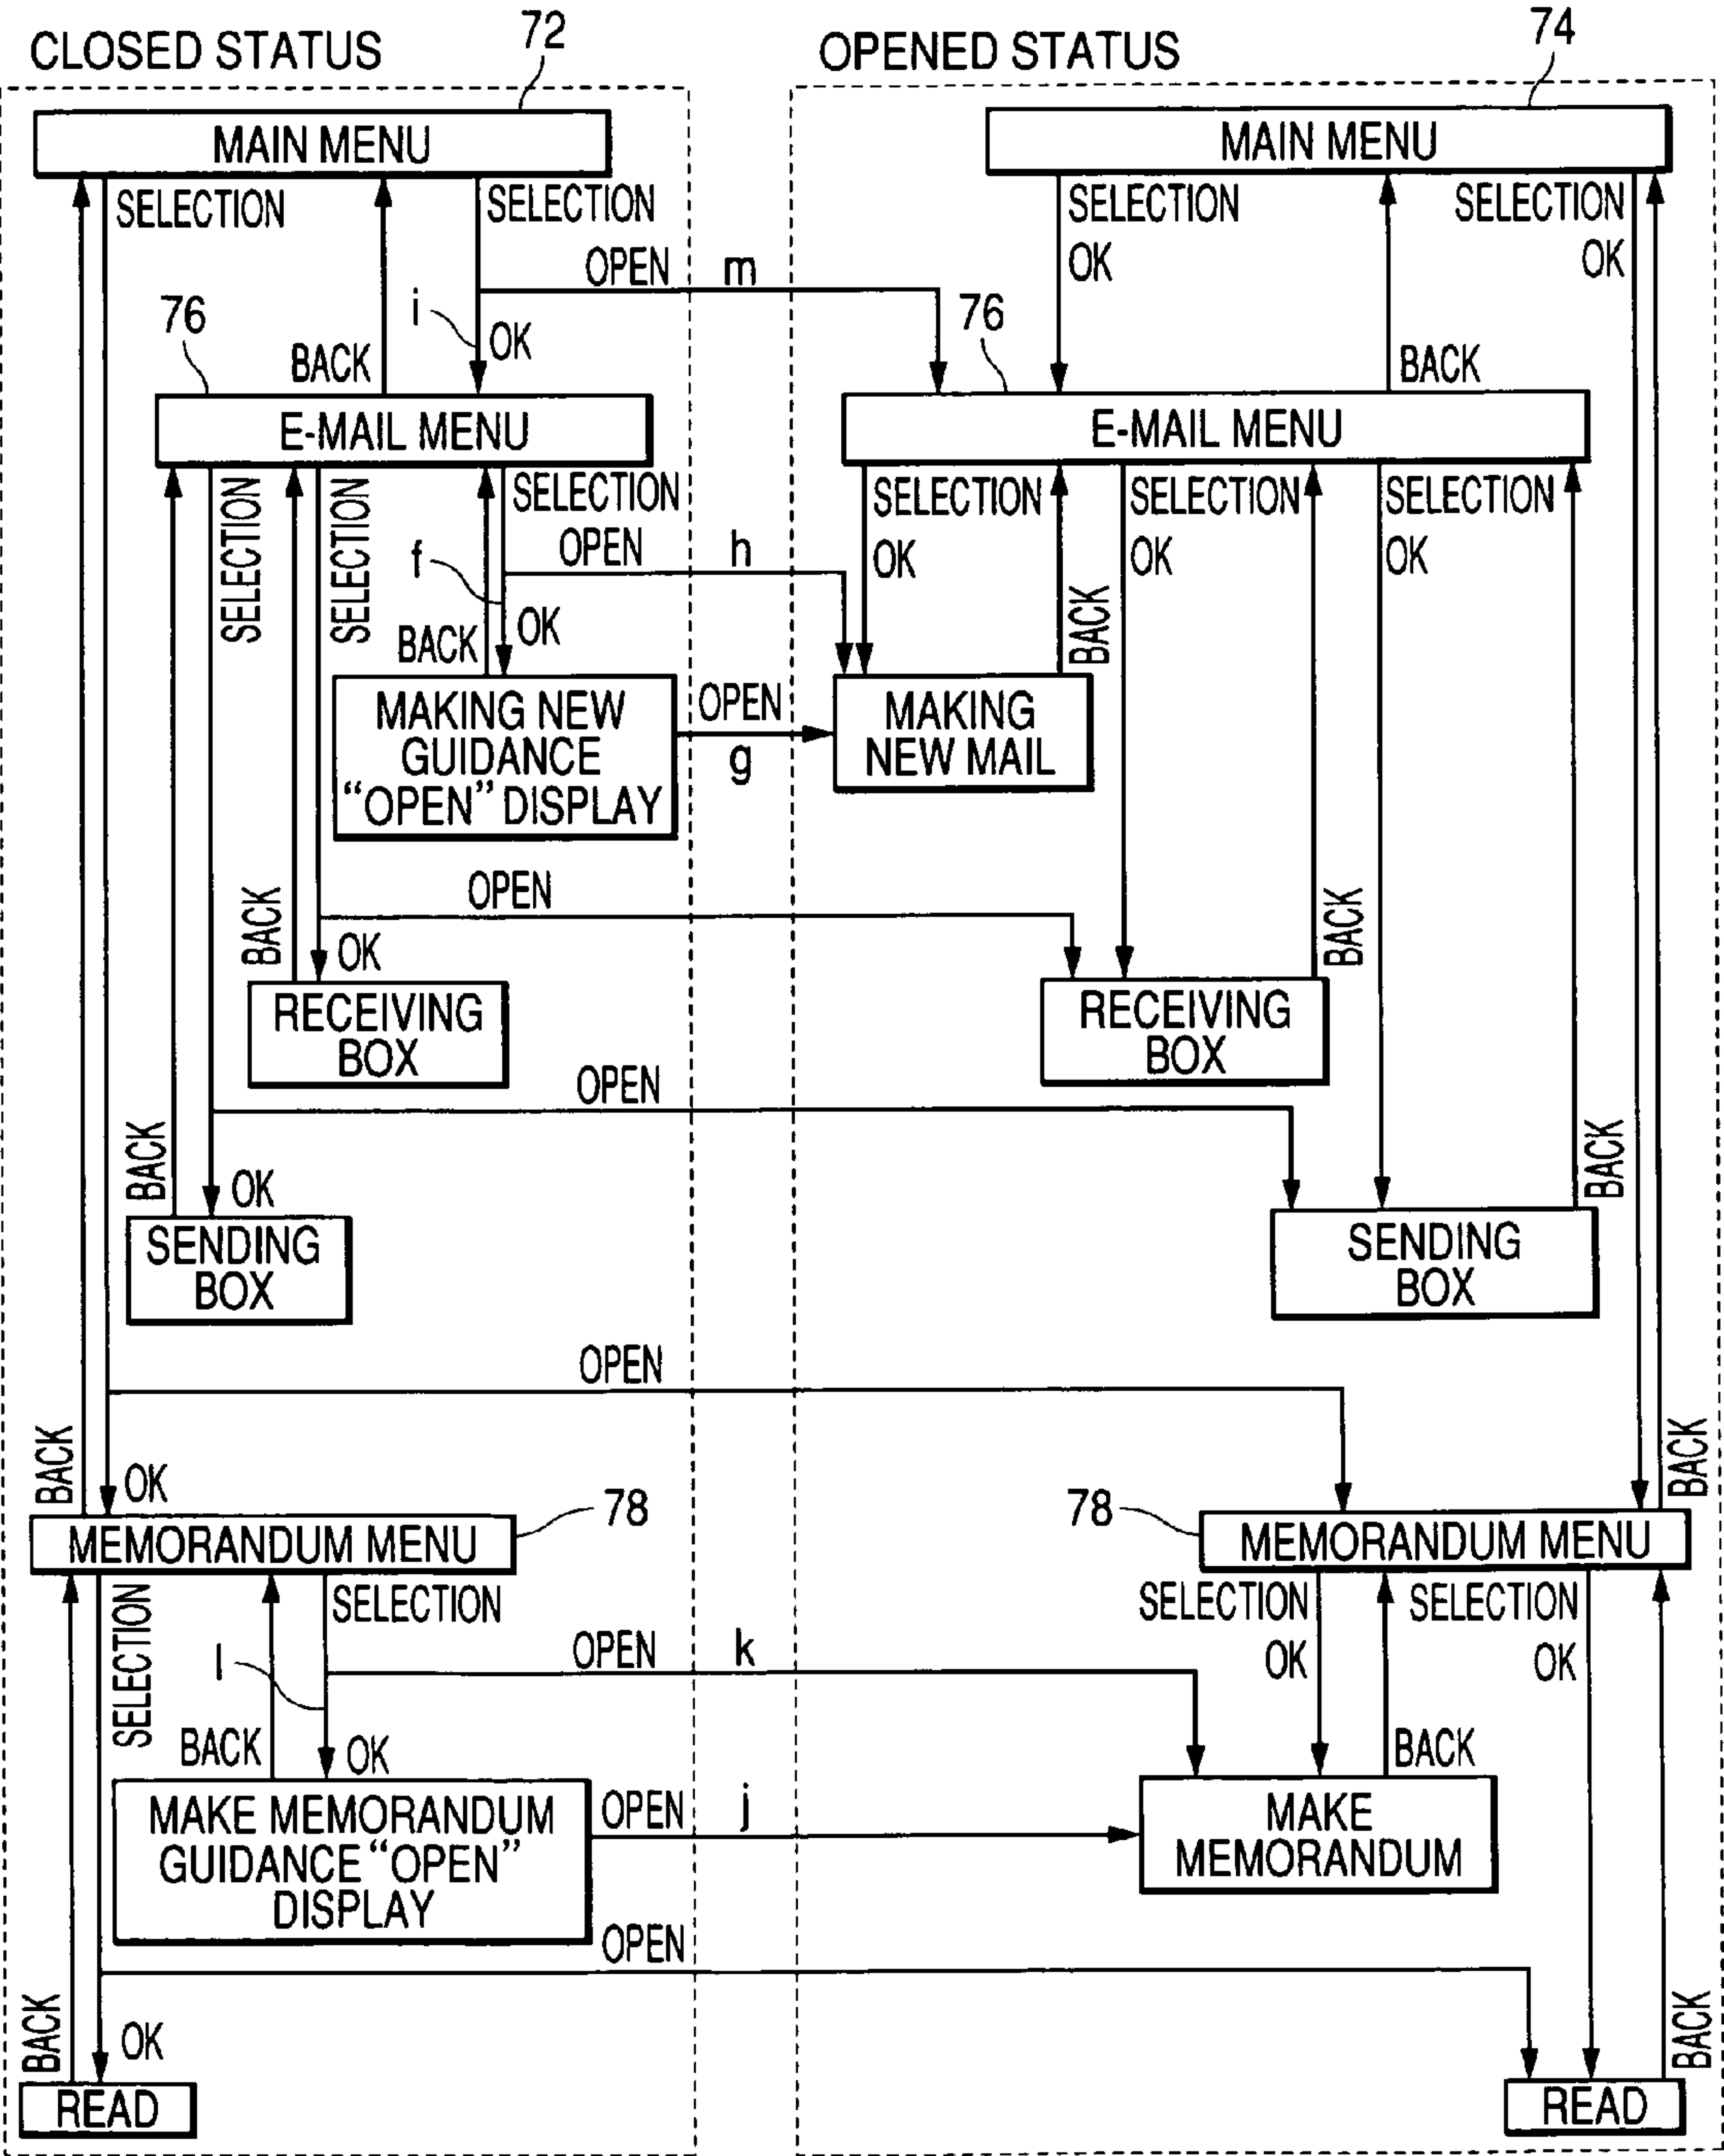 72
74
CLOSED STATUS
OPENED STATUS
MAIN MENU
MAIN MENU
SELECTION
SELECTION
SELECTION
SELECTION
OK
OK
OPEN m
i
OK
76
76
BACK
BACK
E-MAIL MENU
E-MAIL MENU
SELECTION
SELECTION
SELECTION
SELECTION
SELECTION
SELECTION
OPEN h
f
OK
OK
OK
OK
BACK
BACK
MAKING NEW
GUIDANCE
“OPEN” DISPLAY
OPEN
g
MAKING
NEW MAIL
OPEN
BACK
OK
BACK
RECEIVING
BOX
RECEIVING
BOX
OPEN
BACK
OK
BACK
SENDING
BOX
SENDING
BOX
OPEN
BACK
OK
BACK
78
78
MEMORANDUM MENU
MEMORANDUM MENU
SELECTION
SELECTION
SELECTION
SELECTION
OPEN k
OK
OK
l
BACK
OK
BACK
MAKE MEMORANDUM
GUIDANCE “OPEN”
DISPLAY
OPEN j
MAKE
MEMORANDUM
OPEN
BACK
OK
BACK
READ
READ